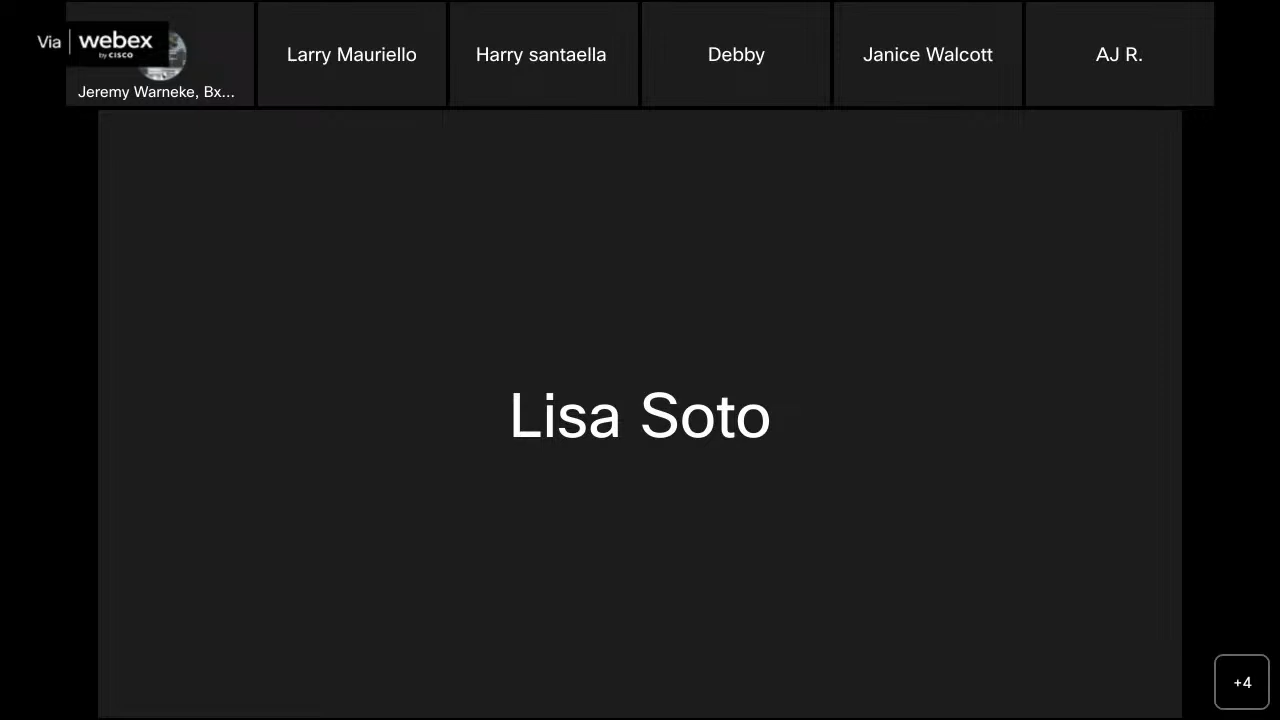 Via webex
by CISCO
Jeremy Warneke, Bx...
Larry Mauriello
Harry santaella
Debby
Janice Walcott
AJ R.
Lisa Soto
+4